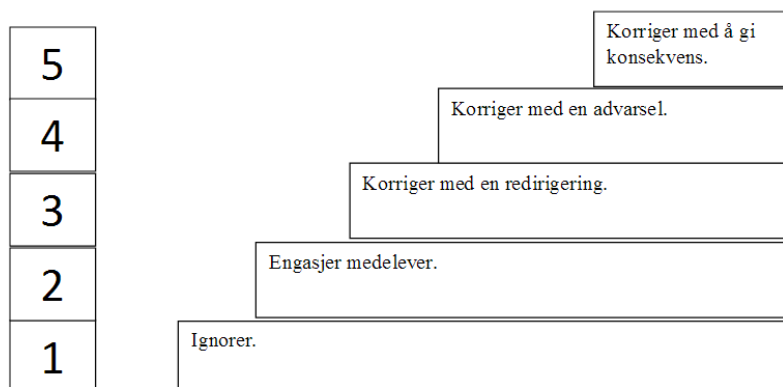 5
Korriger med å gi
konsekvens.
4
Korriger med en advarsel.
3
Korriger med en redirigering.
2
Engasjer medelever.
1
Ignorer.